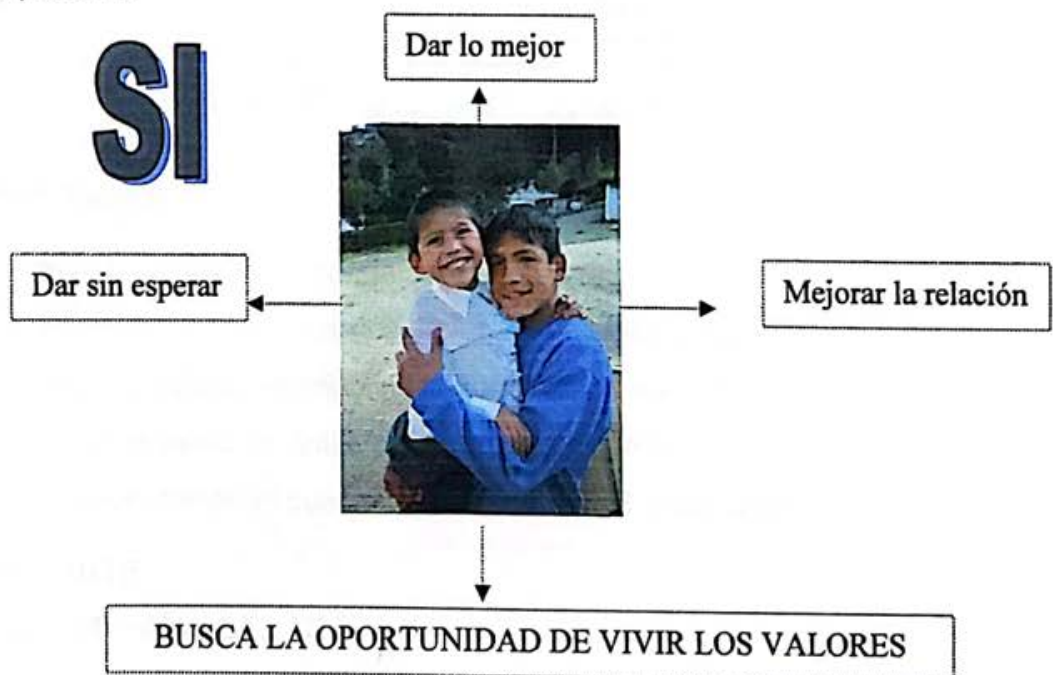 SI
Dar lo mejor
Dar sin esperar
Mejorar la relación
BUSCA LA OPORTUNIDAD DE VIVIR LOS VALORES